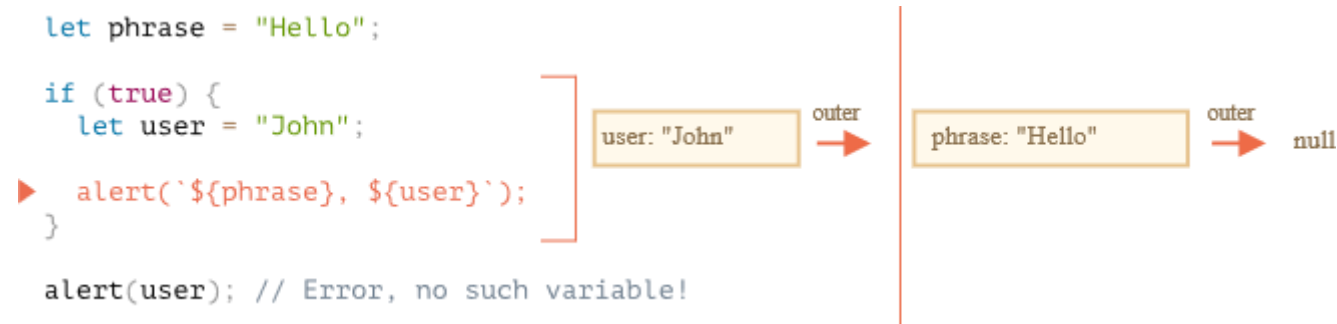 let phrase = "Hello";
if (true) {
let user = "John";
alert(`${phrase}, ${user}`);
}
alert(user); // Error, no such variable!
user: "John"
outer
phrase: "Hello"
outer
null